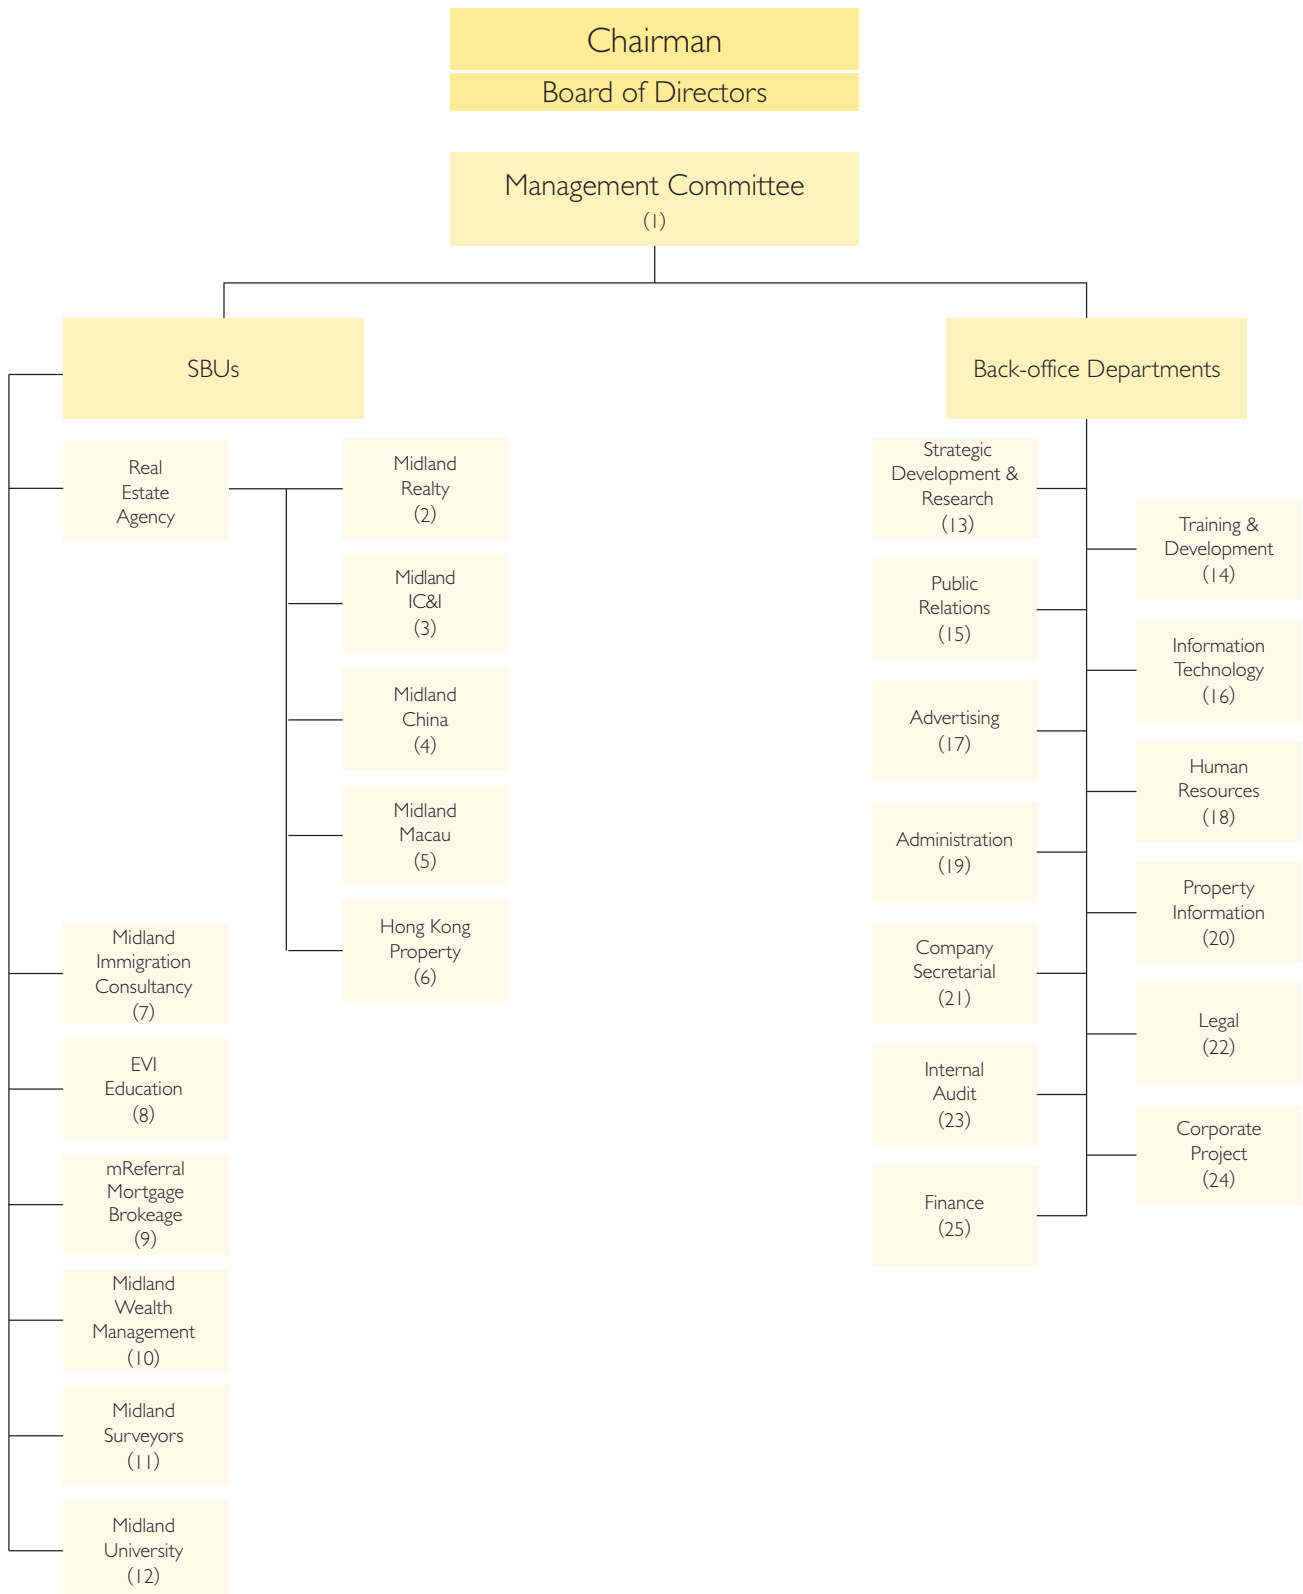 Chairman
Board of Directors
Management Committee
(1)
SBUs
Back-office Departments
Real
Estate
Agency
Midland
Realty
(2)
Midland
IC&I
(3)
Midland
China
(4)
Midland
Macau
(5)
Hong Kong
Property
(6)
Midland
Immigration
Consultancy
(7)
EVI
Education
(8)
mReferral
Mortgage
Brokeage
(9)
Midland
Wealth
Management
(10)
Midland
Surveyors
(11)
Midland
University
(12)
Strategic
Development &
Research
(13)
Training &
Development
(14)
Public
Relations
(15)
Information
Technology
(16)
Advertising
(17)
Human
Resources
(18)
Administration
(19)
Property
Information
(20)
Company
Secretarial
(21)
Legal
(22)
Internal
Audit
(23)
Corporate
Project
(24)
Finance
(25)